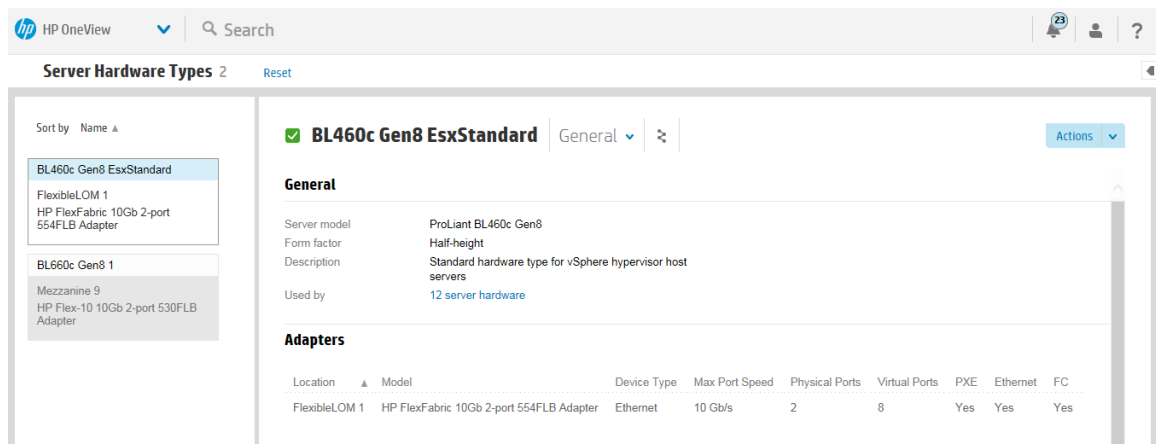 hp HP OneView Search 23 ?
Server Hardware Types 2 Reset
Sort by Name
BL460c Gen8 EsxStandard
FlexibleLOM 1
HP FlexFabric 10Gb 2-port
554FLB Adapter
BL660c Gen8 1
Mezzanine 9
HP Flex-10 10Gb 2-port 530FLB
Adapter
BL460c Gen8 EsxStandard General Actions
General
Server model ProLiant BL460c Gen8
Form factor Half-height
Description Standard hardware type for vSphere hypervisor host
servers
Used by 12 server hardware
Adapters
Location Model Device Type Max Port Speed Physical Ports Virtual Ports PXE Ethernet FC
FlexibleLOM 1 HP FlexFabric 10Gb 2-port 554FLB Adapter Ethernet 10 Gb/s 2 8 Yes Yes Yes